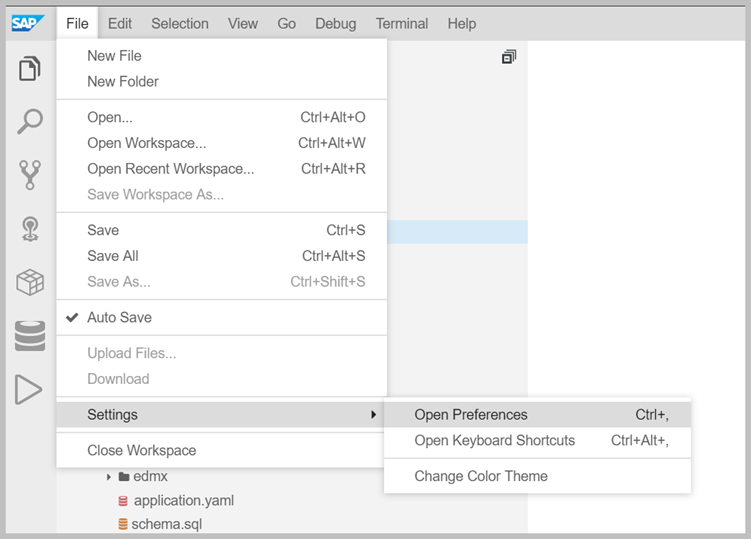 SAP File Edit Selection View Go Debug Terminal Help
New File
New Folder
Open... Ctrl+Alt+O
Open Workspace... Ctrl+Alt+W
Open Recent Workspace... Ctrl+Alt+R
Save Workspace As...
Save Ctrl+S
Save All Ctrl+Alt+S
Save As... Ctrl+Shift+S
Auto Save
Upload Files...
Download
Settings Open Preferences Ctrl+,
Open Keyboard Shortcuts Ctrl+Alt+,
Close Workspace
Change Color Theme
edmx
application.yaml
schema.sql